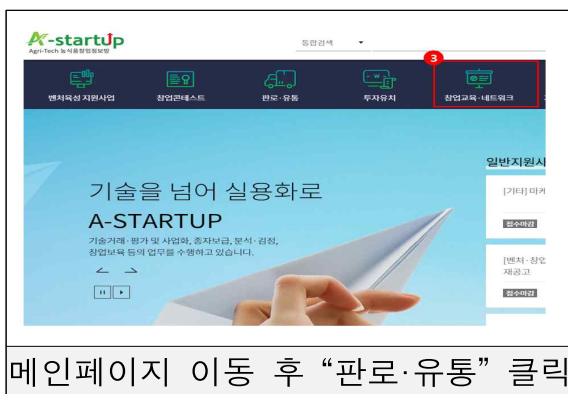 A-startup
Agri-Tech 농식품창업정보망
통합검색
3
벤처육성 지원사업
창업콘테스트
판로·유통
투자유치
창업교육·네트워크
일반지원사
기술을 넘어 실용화로
A-STARTUP
기술거래·평가 및 사업화, 종자보급, 분석·검정,
창업보육 등의 업무를 수행하고 있습니다.
[기타] 마케
접수마감
[벤처·창업
재공고
접수마감
메인페이지 이동 후 “판로·유통” 클릭